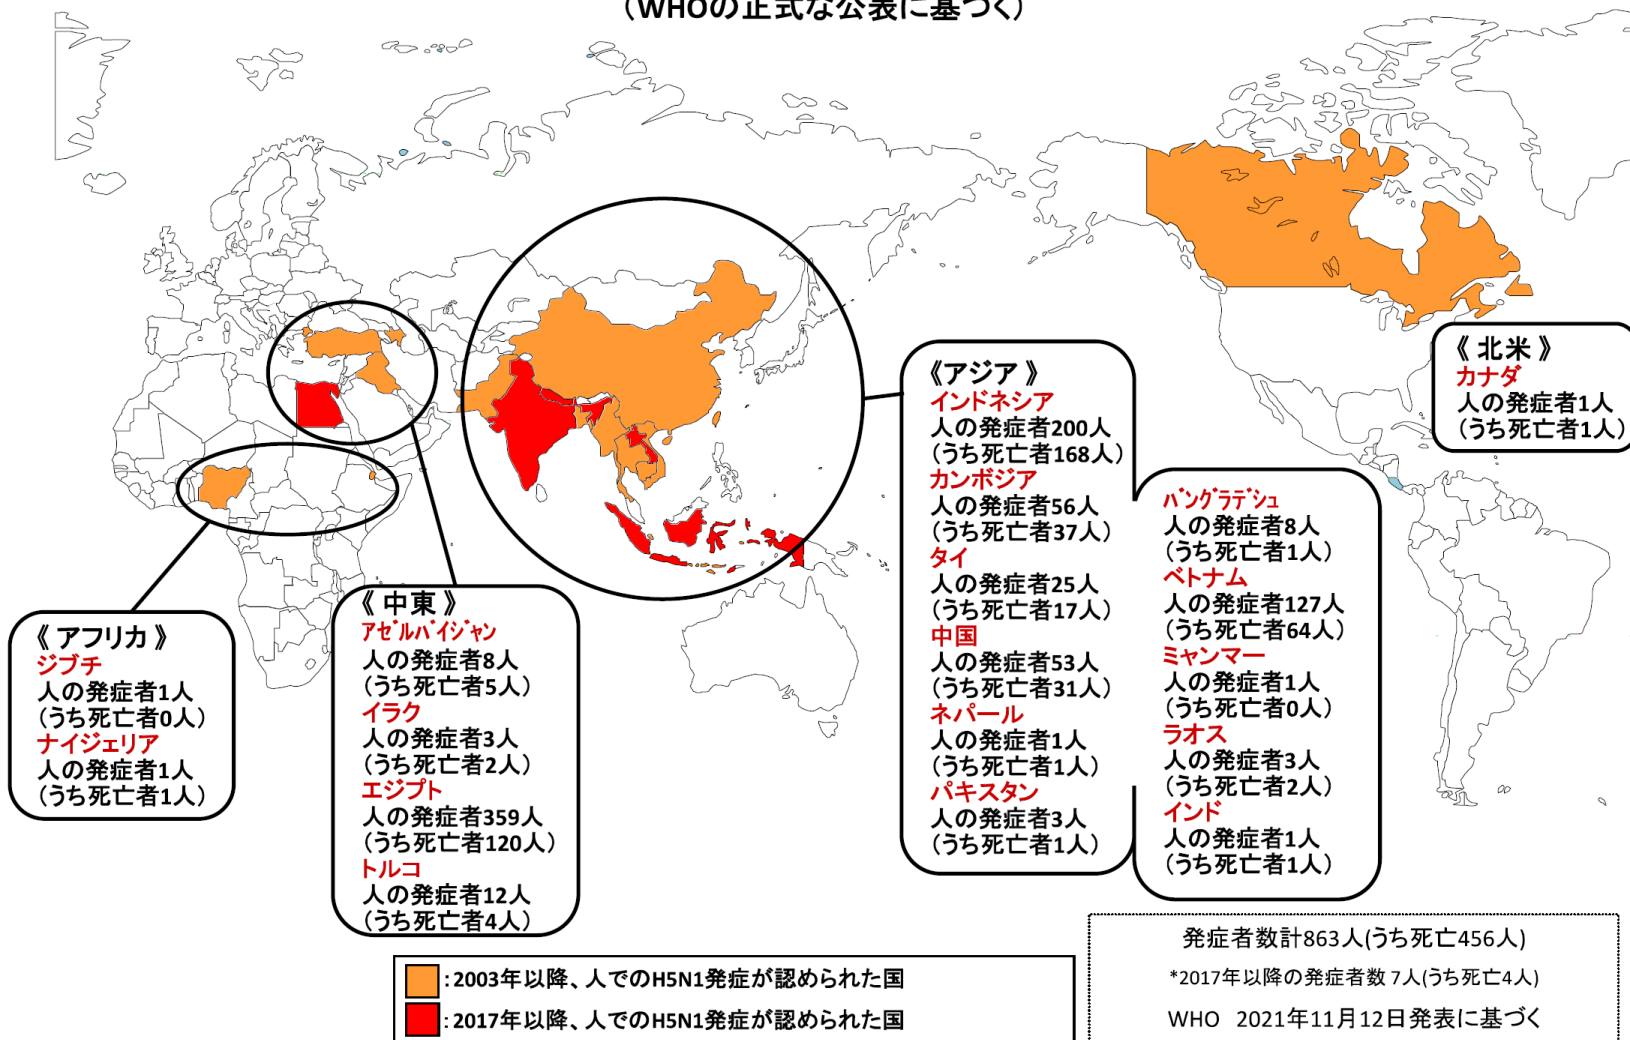 (WHOの正式な公表に基づく)
《 北米 》
カナダ
人の発症者1人
(うち死亡者1人)
《アジア 》
インドネシア
人の発症者200人
(うち死亡者168人)
カンボジア
人の発症者56人
(うち死亡者37人)
タイ
人の発症者25人
(うち死亡者17人)
中国
人の発症者53人
(うち死亡者31人)
ネパール
人の発症者1人
(うち死亡者1人)
パキスタン
人の発症者3人
(うち死亡者1人)
バングラデシュ
人の発症者8人
(うち死亡者1人)
ベトナム
人の発症者127人
(うち死亡者64人)
ミャンマー
人の発症者1人
(うち死亡者0人)
ラオス
人の発症者3人
(うち死亡者2人)
インド
人の発症者1人
(うち死亡者1人)
《 中東 》
アゼルバイジャン
人の発症者8人
(うち死亡者5人)
イラク
人の発症者3人
(うち死亡者2人)
エジプト
人の発症者359人
(うち死亡者120人)
トルコ
人の発症者12人
(うち死亡者4人)
《 アフリカ 》
ジブチ
人の発症者1人
(うち死亡者0人)
ナイジェリア
人の発症者1人
(うち死亡者1人)
:2003年以降、人でのH5N1発症が認められた国
:2017年以降、人でのH5N1発症が認められた国
発症者数計863人(うち死亡456人)
*2017年以降の発症者数 7人(うち死亡4人)
WHO 2021年11月12日発表に基づく